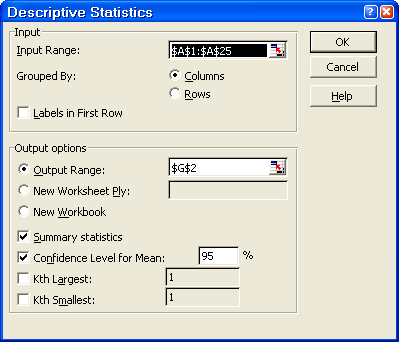 Descriptive Statistics
Input
Input Range: $A$1:$A$25
Grouped By: Columns
Rows
Labels in First Row
OK
Cancel
Help
Output options
Output Range: $G$2
New Worksheet Ply:
New Workbook
Summary statistics
Confidence Level for Mean: 95 %
Kth Largest: 1
Kth Smallest: 1